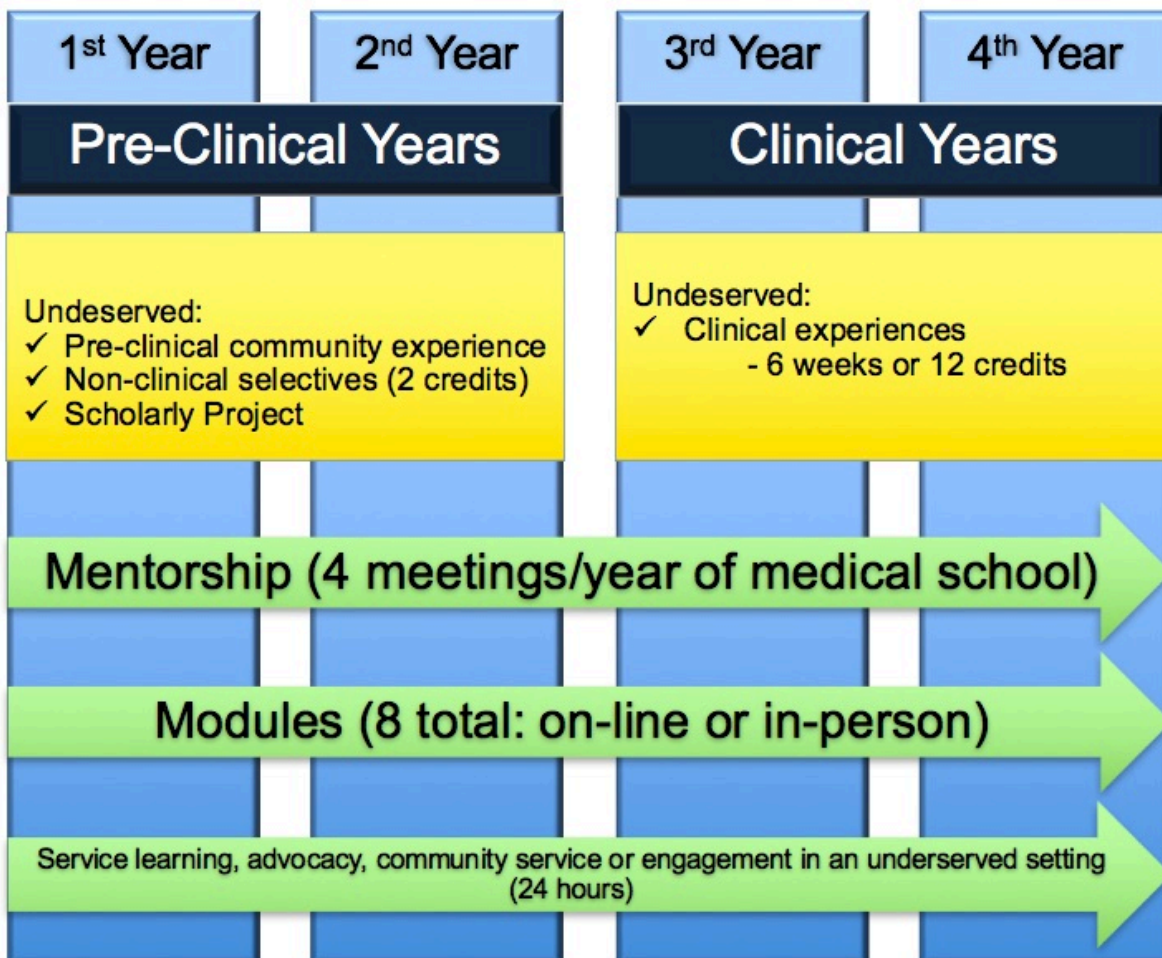 1st Year
2nd Year
3rd Year
4th Year
Pre-Clinical Years
Clinical Years
Undeserved:
✓ Pre-clinical community experience
✓ Non-clinical selectives (2 credits)
✓ Scholarly Project
Undeserved:
✓ Clinical experiences
- 6 weeks or 12 credits
Mentorship (4 meetings/year of medical school)
Modules (8 total: on-line or in-person)
Service learning, advocacy, community service or engagement in an underserved setting
(24 hours)